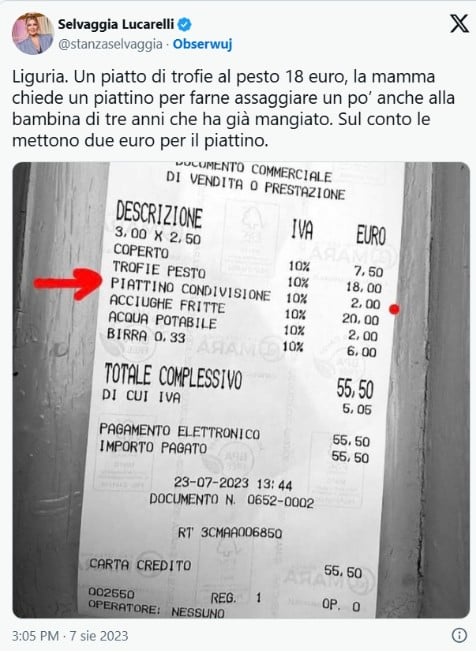 Selvaggia Lucarelli
@stanzaselvaggia · Obserwuj
X
Liguria. Un piatto di trofie al pesto 18 euro, la mamma
chiede un piattino per farne assaggiare un po’ anche alla
bambina di tre anni che ha già mangiato. Sul conto le
mettono due euro per il piattino.
DOCUMENTO COMMERCIALE
DI VENDITA O PRESTAZIONE
DESCRIZIONE IVA EURO
3,00 X 2,50
COPERTO 10% 7,50
TROFIE PESTO 10% 18,00
PIATTINO CONDIVISIONE 10% 2,00
ACCIUGHE FRITTE 10% 20,00
ACQUA POTABILE 10% 2,00
BIRRA 0,33 10% 6,00
TOTALE COMPLESSIVO 55,50
DI CUI IVA 5,05
PAGAMENTO ELETTRONICO 55,50
IMPORTO PAGATO 55,50
23-07-2023 13:44
DOCUMENTO N. 0652-0002
RT 3CMAA006850
CARTA CREDITO 55,50
002550 REG. 1 OP. 0
OPERATORE: NESSUNO
3:05 PM · 7 sie 2023